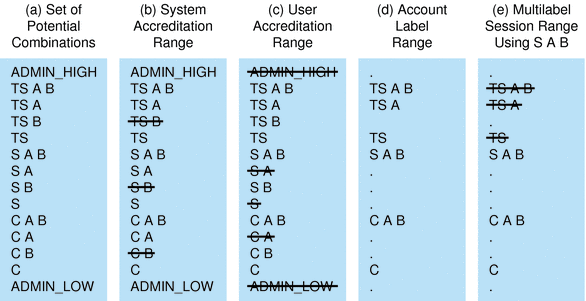 (a) Set of (b) System (c) User (d) Account (e) Multilabel
Potential Accreditation Accreditation Label Session Range
Combinations Range Range Range Using S A B
ADMIN_HIGH ADMIN_HIGH ADMIN_HIGH . .
TS A B TS A B TS A B TS A B TS A B
TS A TS A TS A TS A TS A
TS B TS B TS B .
TS TS TS TS TS
S A B S A B S A B S A B S A B
S A S A S A . .
S B S B S B . .
S S S . .
C A B C A B C A B C A B C A B
C A C A C A . .
C B C B C B . .
C C C C C
ADMIN_LOW ADMIN_LOW ADMIN_LOW . .